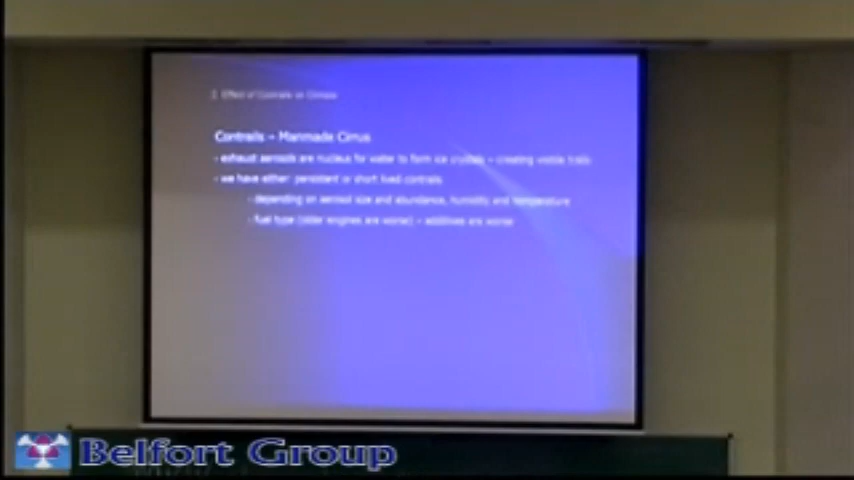 2. Effect of Contrails on Climate
Contrails – Manmade Cirrus
- exhaust aerosols are nucleus for water to form ice crystals – creating visible trails
- we have either: persistent or short lived contrails
- depending on aerosol size and abundance, humidity and temperature
- fuel type (older engines are worse) – additives are worse
Belfort Group